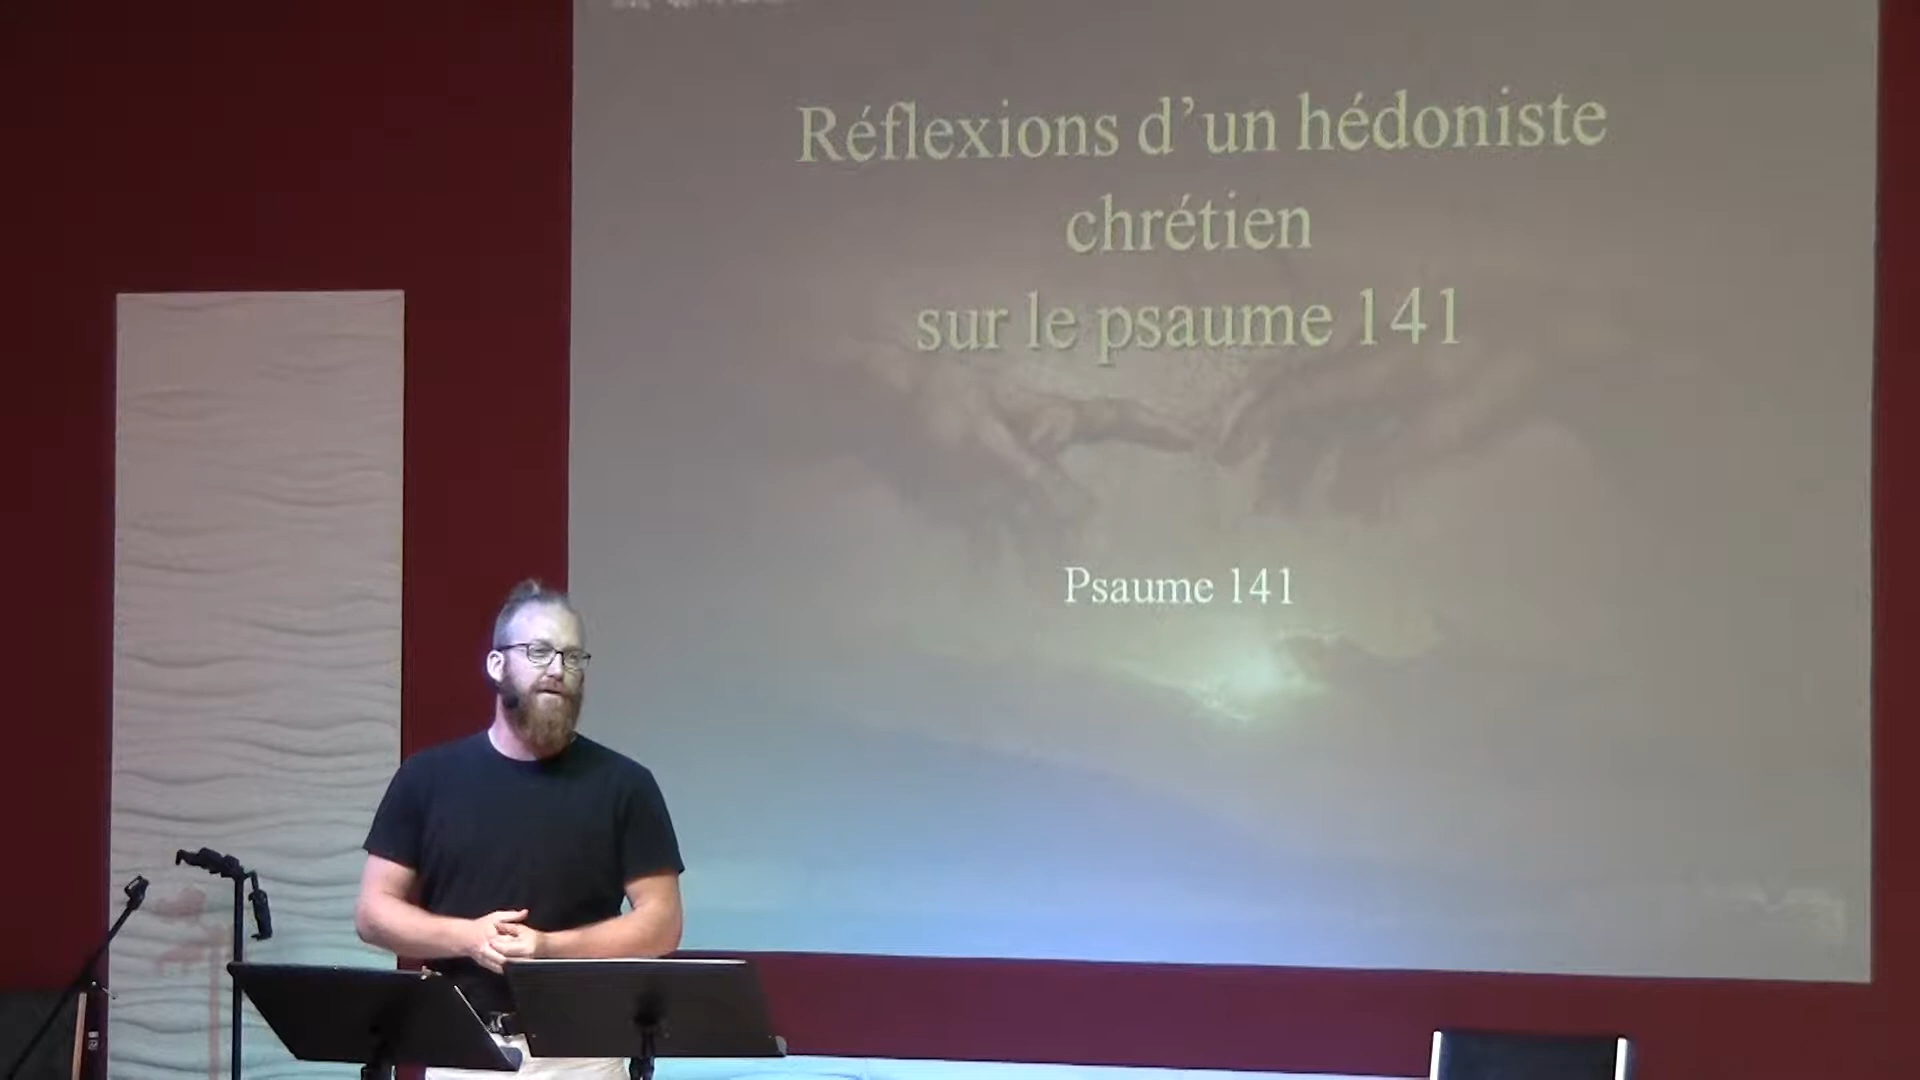 Réflexions d'un hédoniste
chrétien
sur le psaume 141
Psaume 141